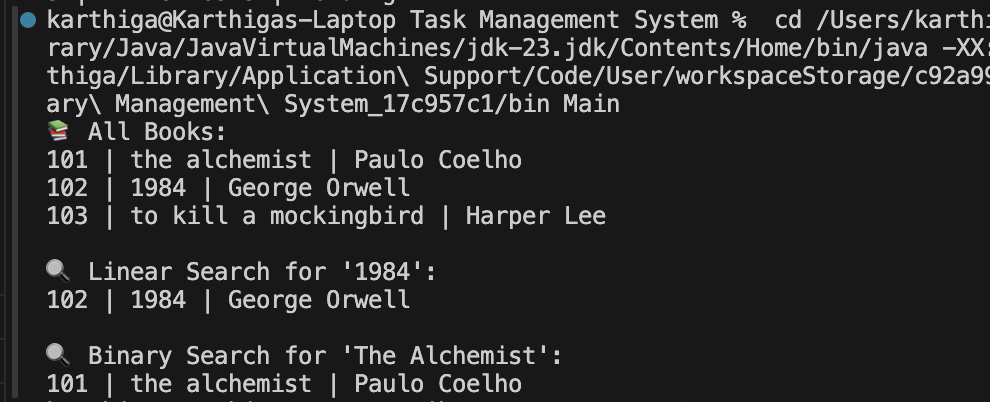 karthiga@Karthigas-Laptop Task Management System %  cd /Users/karthi
rary/Java/JavaVirtualMachines/jdk-23.jdk/Contents/Home/bin/java -XX
thiga/Library/Application\ Support/Code/User/workspaceStorage/c92a99
ary\ Management\ System_17c957c1/bin Main
📚 All Books:
101 | the alchemist | Paulo Coelho
102 | 1984 | George Orwell
103 | to kill a mockingbird | Harper Lee

🔍 Linear Search for '1984':
102 | 1984 | George Orwell

🔍 Binary Search for 'The Alchemist':
101 | the alchemist | Paulo Coelho